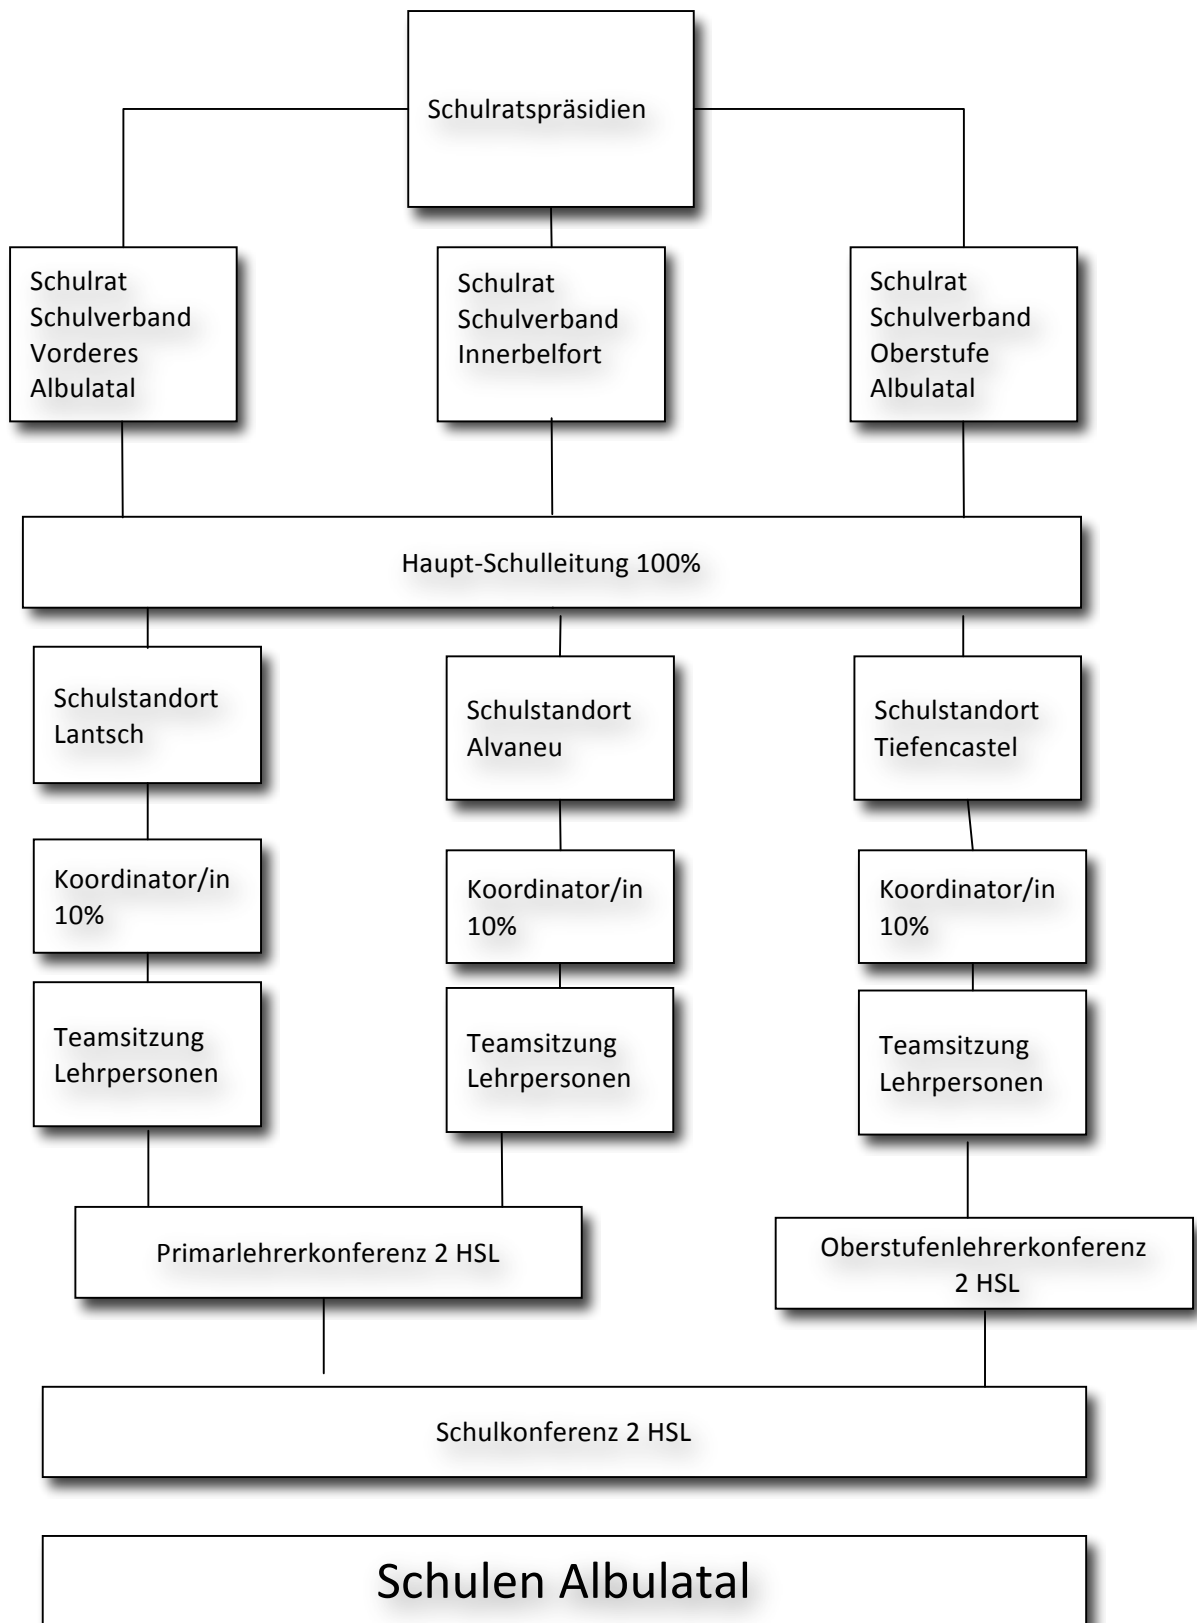 Schulratspräsidien
Schulrat
Schulverband
Vorderes
Albulatal
Schulrat
Schulverband
Innerbelfort
Schulrat
Schulverband
Oberstufe
Albulatal
Haupt-Schulleitung 100%
Schulstandort
Lantsch
Schulstandort
Alvaneu
Schulstandort
Tiefencastel
Koordinator/in
10%
Koordinator/in
10%
Koordinator/in
10%
Teamsitzung
Lehrpersonen
Teamsitzung
Lehrpersonen
Teamsitzung
Lehrpersonen
Primarlehrerkonferenz 2 HSL
Oberstufenlehrerkonferenz
2 HSL
Schulkonferenz 2 HSL
Schulen Albulatal